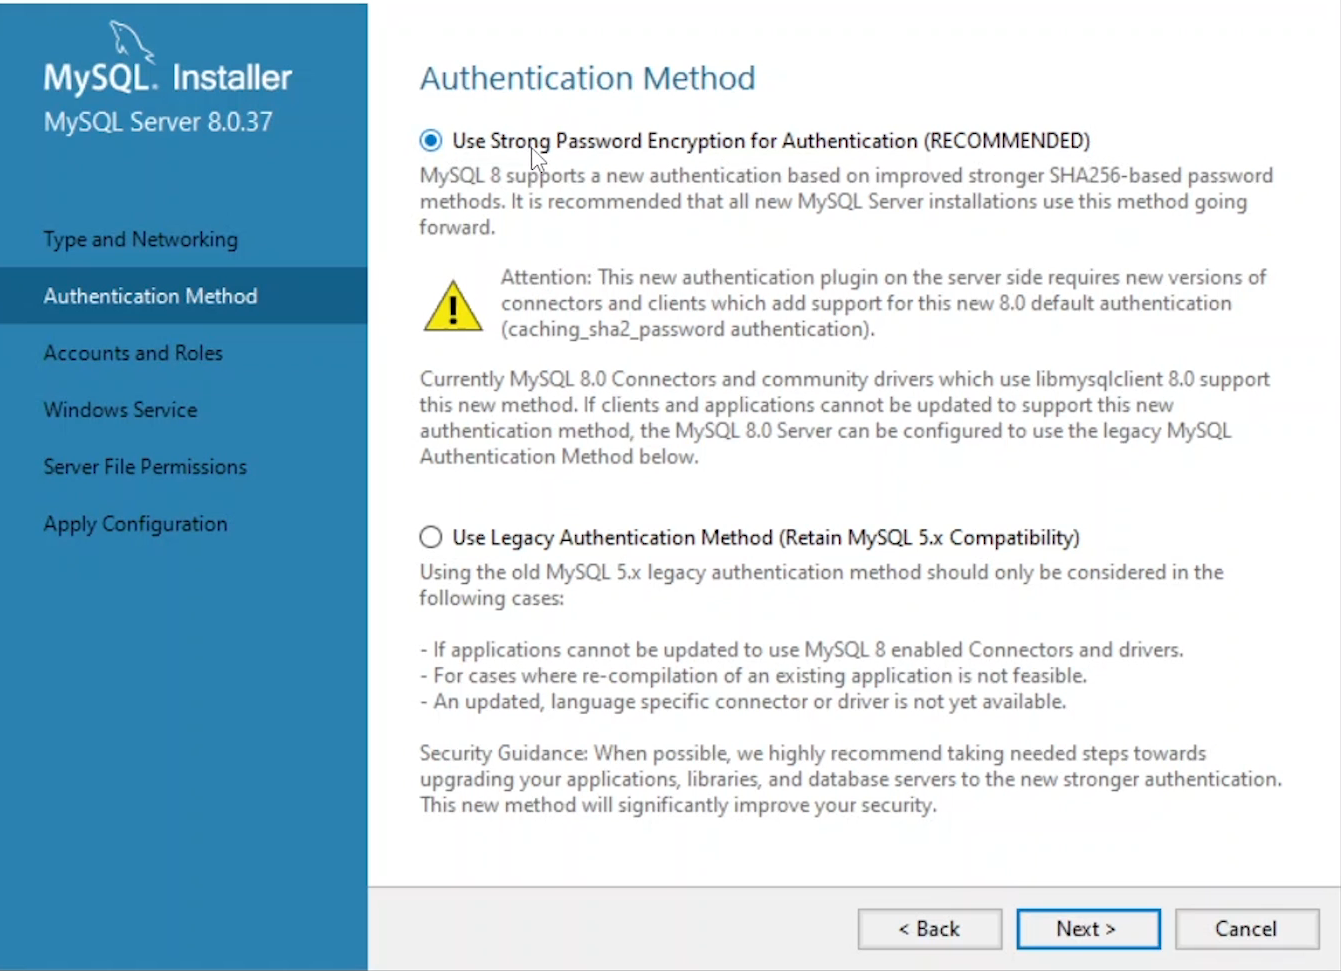 MySQL. Installer
MySQL Server 8.0.37
Type and Networking
Authentication Method
Accounts and Roles
Windows Service
Server File Permissions
Apply Configuration
Authentication Method
Use Strong Password Encryption for Authentication (RECOMMENDED)
MySQL 8 supports a new authentication based on improved stronger SHA256-based password
methods. It is recommended that all new MySQL Server installations use this method going
forward.
Attention: This new authentication plugin on the server side requires new versions of
connectors and clients which add support for this new 8.0 default authentication
(caching_sha2_password authentication).
Currently MySQL 8.0 Connectors and community drivers which use libmysqlclient 8.0 support
this new method. If clients and applications cannot be updated to support this new
authentication method, the MySQL 8.0 Server can be configured to use the legacy MySQL
Authentication Method below.
Use Legacy Authentication Method (Retain MySQL 5.x Compatibility)
Using the old MySQL 5.x legacy authentication method should only be considered in the
following cases:
- If applications cannot be updated to use MySQL 8 enabled Connectors and drivers.
- For cases where re-compilation of an existing application is not feasible.
- An updated, language specific connector or driver is not yet available.
Security Guidance: When possible, we highly recommend taking needed steps towards
upgrading your applications, libraries, and database servers to the new stronger authentication.
This new method will significantly improve your security.
< Back
Next >
Cancel